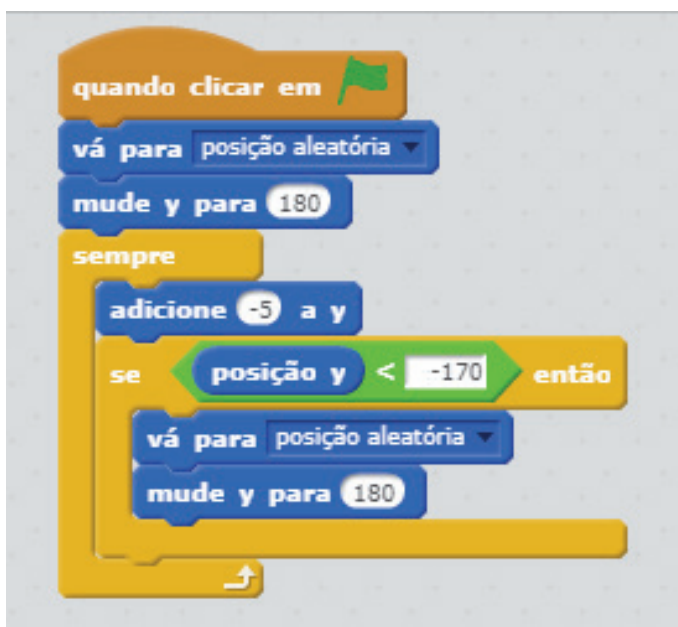 quando clicar em
vá para posição aleatória
mude y para 180
sempre
adicione -5 a y
se posição y < -170 então
vá para posição aleatória
mude y para 180